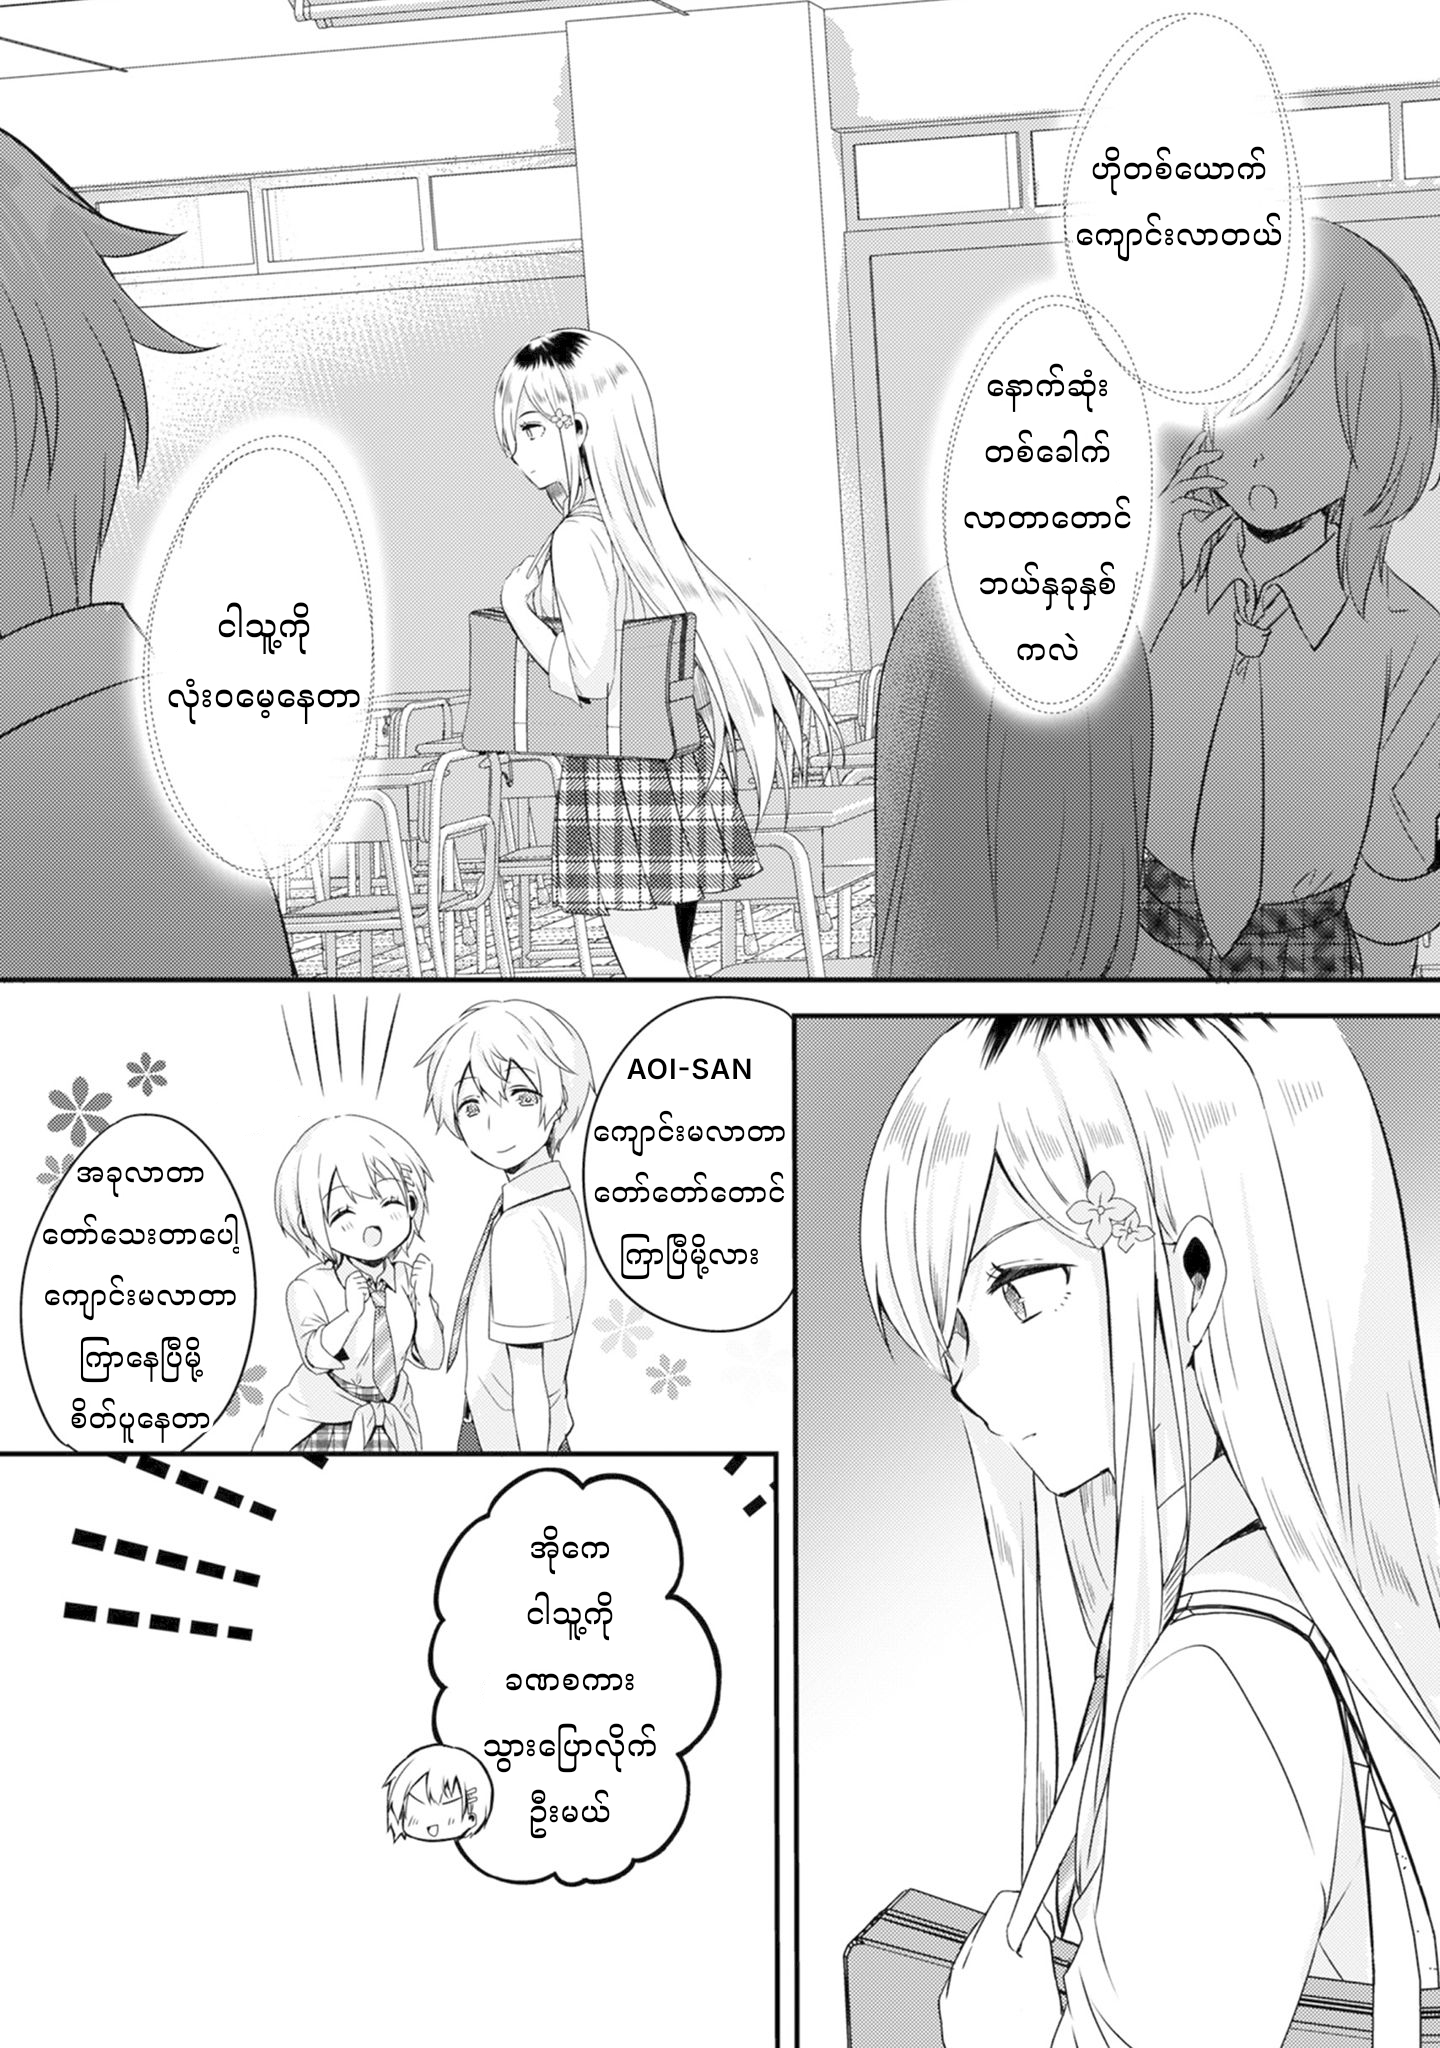 ဟိုတစ်ယောက်
ကျောင်းလာတယ်
နောက်ဆုံး
တစ်ခေါက်
လာတာတောင်
ဘယ်နှခုနှစ်
ကလဲ
ငါသူ့ကို
လုံးဝမေ့နေတာ
AOI-SAN
ကျောင်းမလာတာ
တော်တော်တောင်
ကြာပြီမို့လား
အခုလာတာ
တော်သေးတာပေါ့
ကျောင်းမလာတာ
ကြာနေပြီမို့
စိတ်ပူနေတာ
အိုကေ
ငါသူ့ကို
ခဏစကား
သွားပြောလိုက်
ဦးမယ်